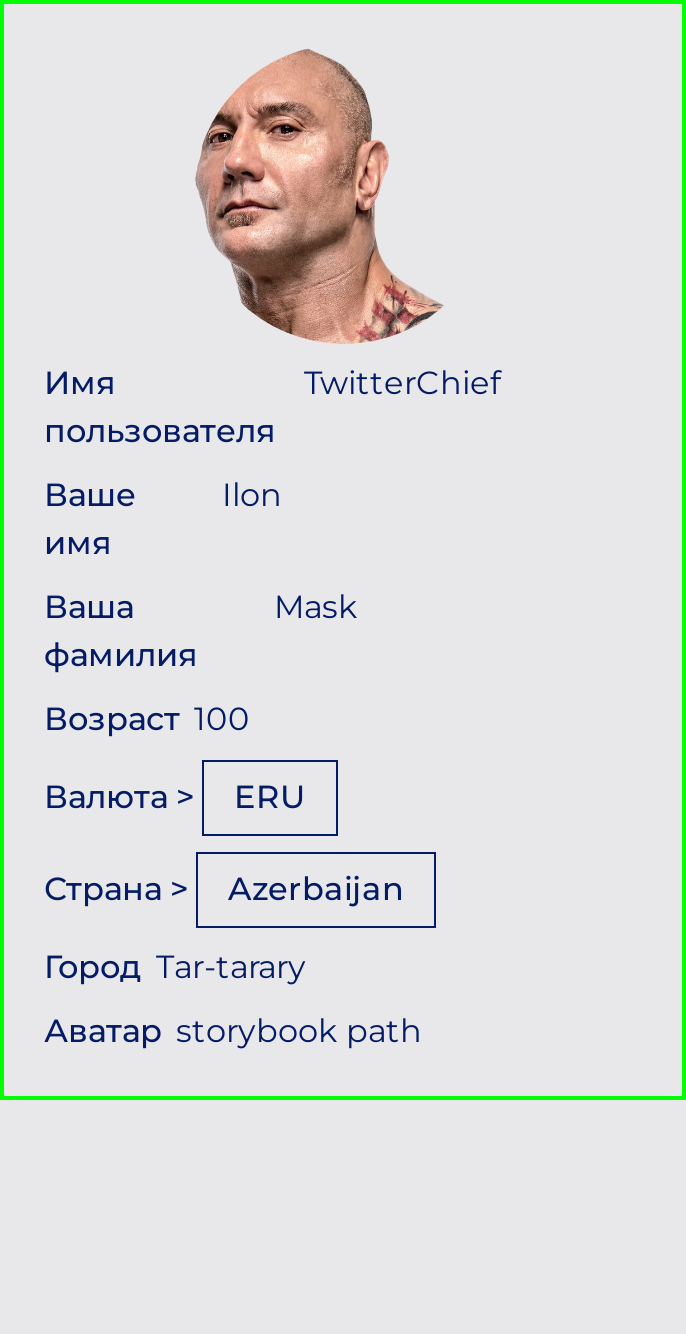 Имя TwitterChief
пользователя
Ваше Ilon
имя
Ваша Mask
фамилия
Возраст 100
Валюта > ERU
Страна > Azerbaijan
Город Tar-tarary
Аватар storybook path